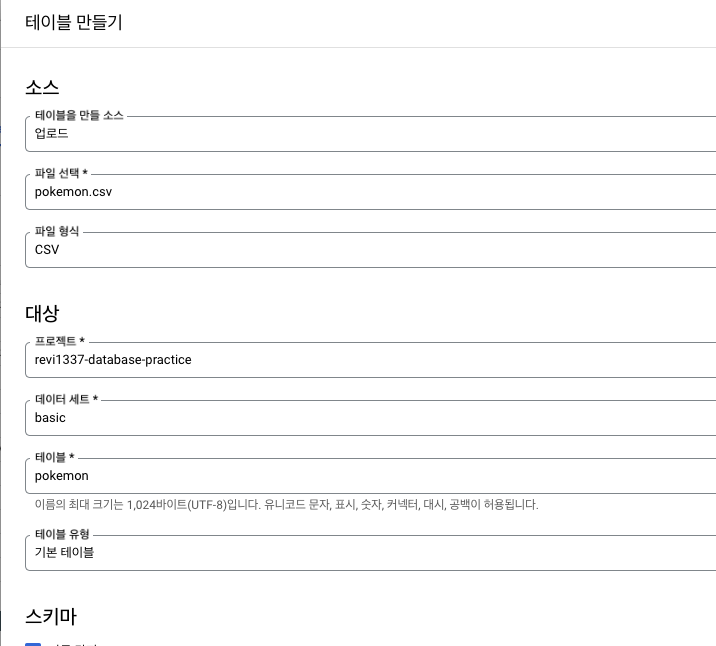 테이블 만들기
소스
테이블을 만들 소스
업로드
파일 선택 *
pokemon.csv
파일 형식
CSV
대상
프로젝트 *
revi1337-database-practice
데이터 세트 *
basic
테이블 *
pokemon
이름의 최대 크기는 1,024바이트(UTF-8)입니다. 유니코드 문자, 표시, 숫자, 커넥터, 대시, 공백이 허용됩니다.
테이블 유형
기본 테이블
스키마